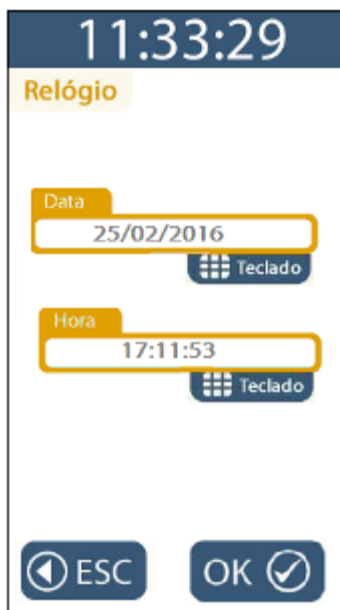 11:33:29
Relógio
Data
25/02/2016
Teclado
Hora
17:11:53
Teclado
ESC OK